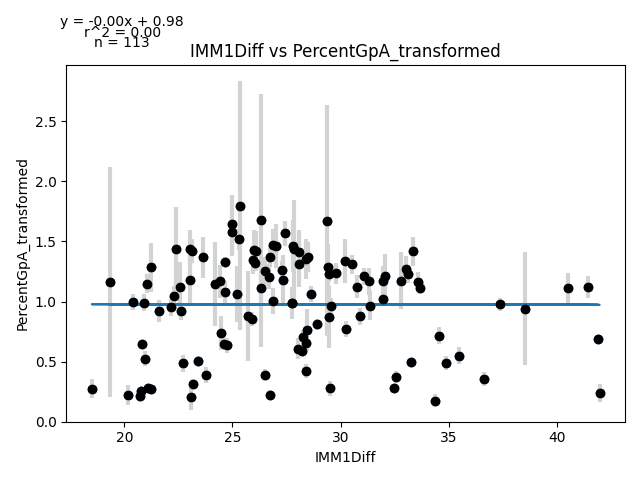 y = -0.00x + 0.98
r^2 = 0.00
n = 113
IMM1Diff vs PercentGpA_transformed
PercentGpA_transformed
2.5
2.0
1.5
1.0
0.5
0.0
20 25 30 35 40
IMM1Diff